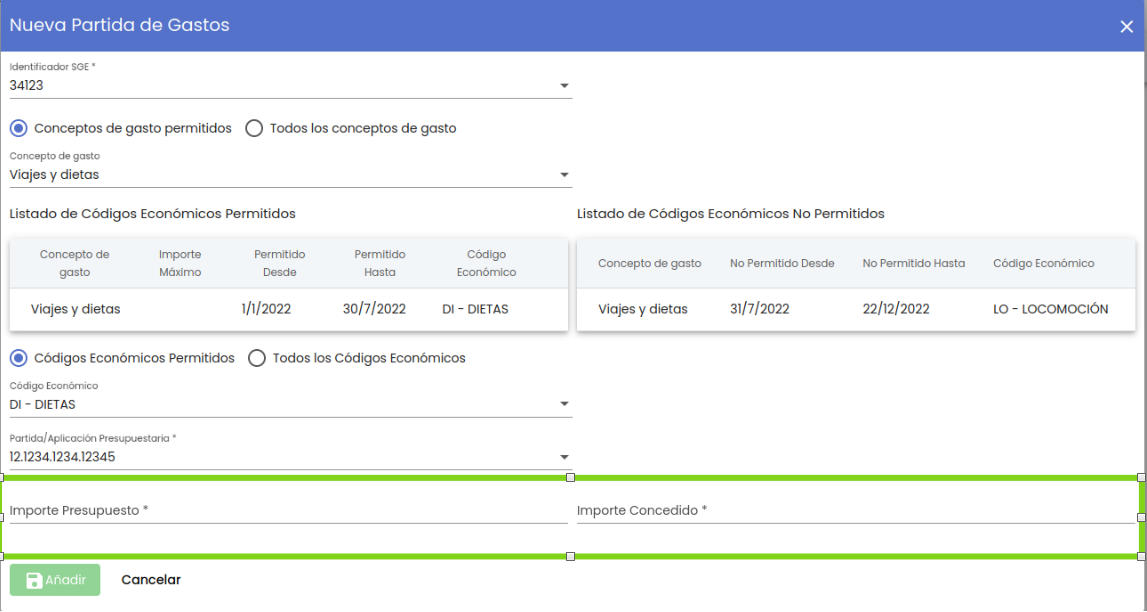 Nueva Partida de Gastos
Identificador SGE *
34123
Conceptos de gasto permitidos Todos los conceptos de gasto
Concepto de gasto
Viajes y dietas
Listado de Códigos Económicos Permitidos
Concepto de gasto Importe Máximo Permitido Desde Permitido Hasta Código Económico
Viajes y dietas 1/1/2022 30/7/2022 DI - DIETAS
Listado de Códigos Económicos No Permitidos
Concepto de gasto No Permitido Desde No Permitido Hasta Código Económico
Viajes y dietas 31/7/2022 22/12/2022 LO - LOCOMOCIÓN
Códigos Económicos Permitidos Todos los Códigos Económicos
Código Económico
DI - DIETAS
Partida/Aplicación Presupuestaria *
12.1234.1234.12345
Importe Presupuesto * Importe Concedido *
Añadir Cancelar